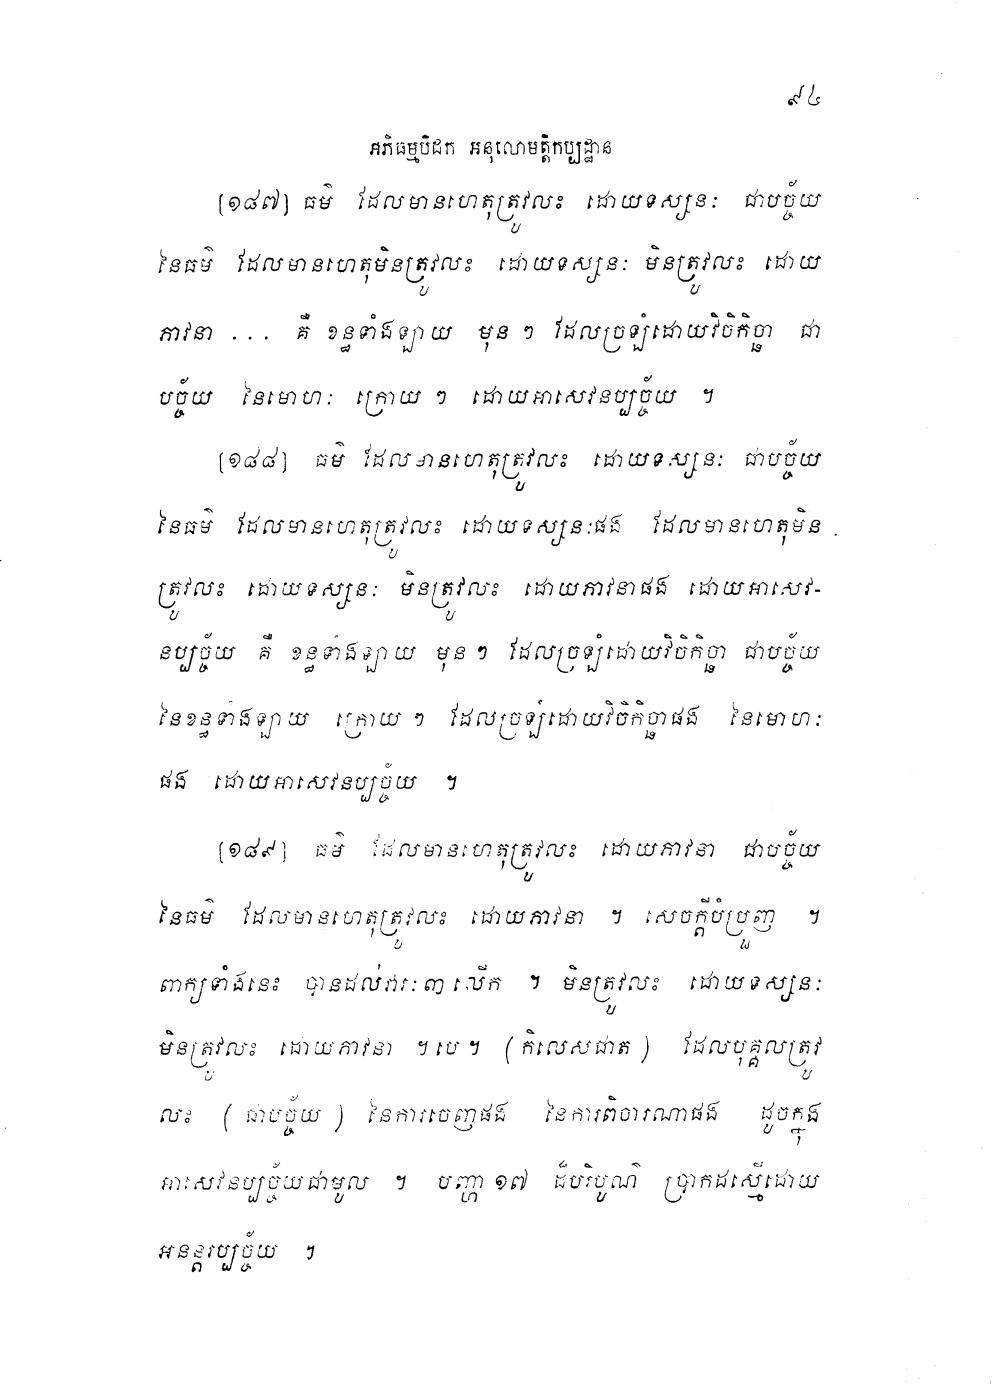 ៩៤
អភិធម្មបិដក អនុលោមត្តិកប្បដ្ឋាន
[១៨៧] ធម៌ ដែលមានហេតុត្រូវលះ ដោយទស្សនៈ ជាបច្ច័យ
នៃធម៌ ដែលមានហេតុមិនត្រូវលះ ដោយទស្សនៈ មិនត្រូវលះ ដោយ
ភាវនា ... គឺ ខន្ធទាំងឡាយ មុន ៗ ដែលច្រឡំដោយវិចិកិច្ឆា ជា
បច្ច័យ នៃមោហៈ ក្រោយ ៗ ដោយអាសេវនប្បច្ច័យ ។
[១៨៨] ធម៌ ដែលមានហេតុត្រូវលះ ដោយទស្សនៈ ជាបច្ច័យ
នៃធម៌ ដែលមានហេតុត្រូវលះ ដោយទស្សនៈផង ដែលមានហេតុមិន
ត្រូវលះ ដោយទស្សនៈ មិនត្រូវលះ ដោយភាវនាផង ដោយអាសេវ-
នប្បច្ច័យ គឺ ខន្ធទាំងឡាយ មុន ៗ ដែលច្រឡំដោយវិចិកិច្ឆា ជាបច្ច័យ
នៃខន្ធទាំងឡាយ ក្រោយ ៗ ដែលច្រឡំដោយវិចិកិច្ឆាផង នៃមោហៈ
ផង ដោយអាសេវនប្បច្ច័យ ។
[១៨៩] ធម៌ ដែលមានហេតុត្រូវលះ ដោយភាវនា ជាបច្ច័យ
នៃធម៌ ដែលមានហេតុត្រូវលះ ដោយភាវនា ។ សេចក្តីបំប្រួញ ។
ពាក្យទាំងនេះ បានដល់វារៈ៣ លើក ។ មិនត្រូវលះ ដោយទស្សនៈ
មិនត្រូវលះ ដោយភាវនា ។ បេ ។ ( កិលេសជាត ) ដែលបុគ្គលត្រូវ
លះ ( ជាបច្ច័យ ) នៃការចេញផង នៃការពិចារណាផង ដូចក្នុង
អាសេវនប្បច្ច័យជាមូល ។ បញ្ហា ១៧ ដ៏បរិបូណ៌ ប្រាកដស្មើដោយ
អនន្តរប្បច្ច័យ ។